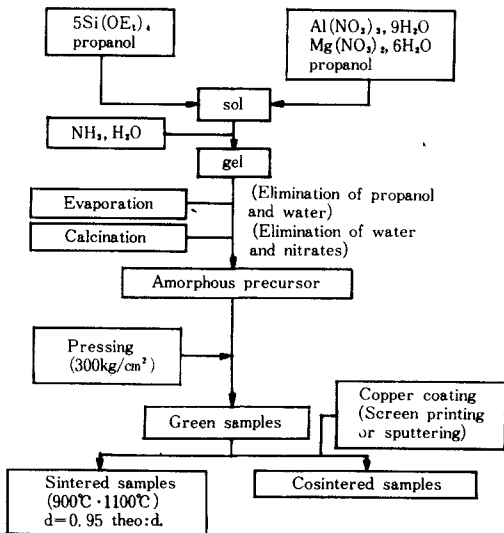 5Si(OEₜ)₄
propanol
Al(NO₃)₃, 9H₂O
Mg(NO₃)₂, 6H₂O
propanol
sol
NH₃, H₂O
gel
Evaporation
(Elimination of propanol
and water)
Calcination
(Elimination of water
and nitrates)
Amorphous precursor
Pressing
(300kg/cm²)
Copper coating
(Screen printing
or sputtering)
Green samples
Sintered samples
(900℃·1100℃)
d=0.95 theo:d.
Cosintered samples